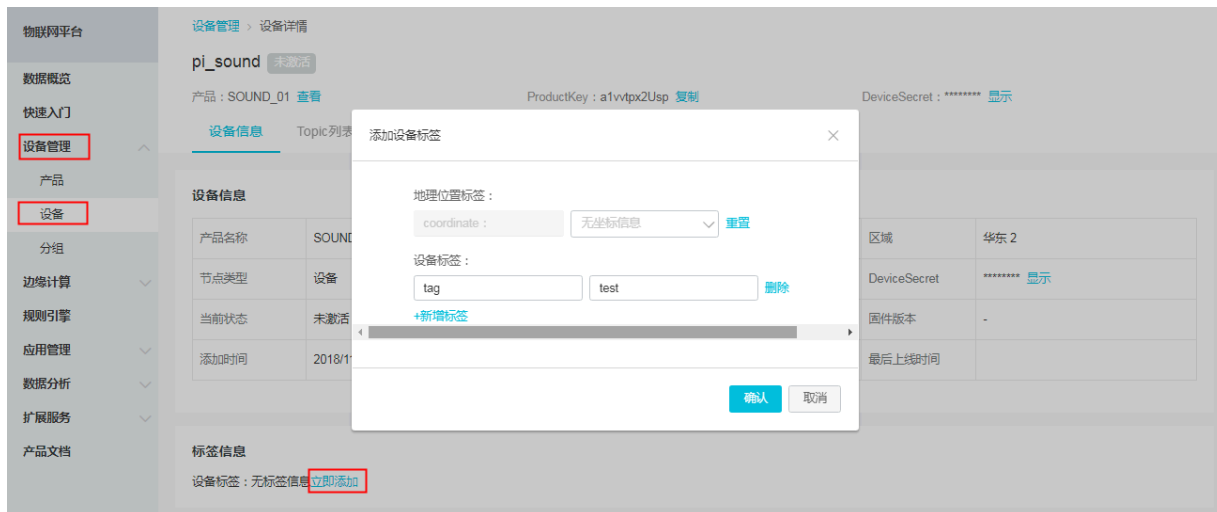 物联网平台
数据概览
快速入门
设备管理
产品
设备
分组
边缘计算
规则引擎
应用管理
数据分析
扩展服务
产品文档
设备管理 > 设备详情
pi_sound 未激活
产品：SOUND_01 查看 ProductKey：a1vvtpx2Usp 复制 DeviceSecret：******** 显示
设备信息 Topic列表
添加设备标签
地理位置标签：
coordinate： 无坐标信息 重置
设备标签：
tag test 删除
+新增标签
确认 取消
设备信息
产品名称 SOUND 区域 华东 2
节点类型 设备 DeviceSecret ******** 显示
当前状态 未激活 固件版本 -
添加时间 2018/11 最后上线时间
标签信息
设备标签：无标签信息 立即添加